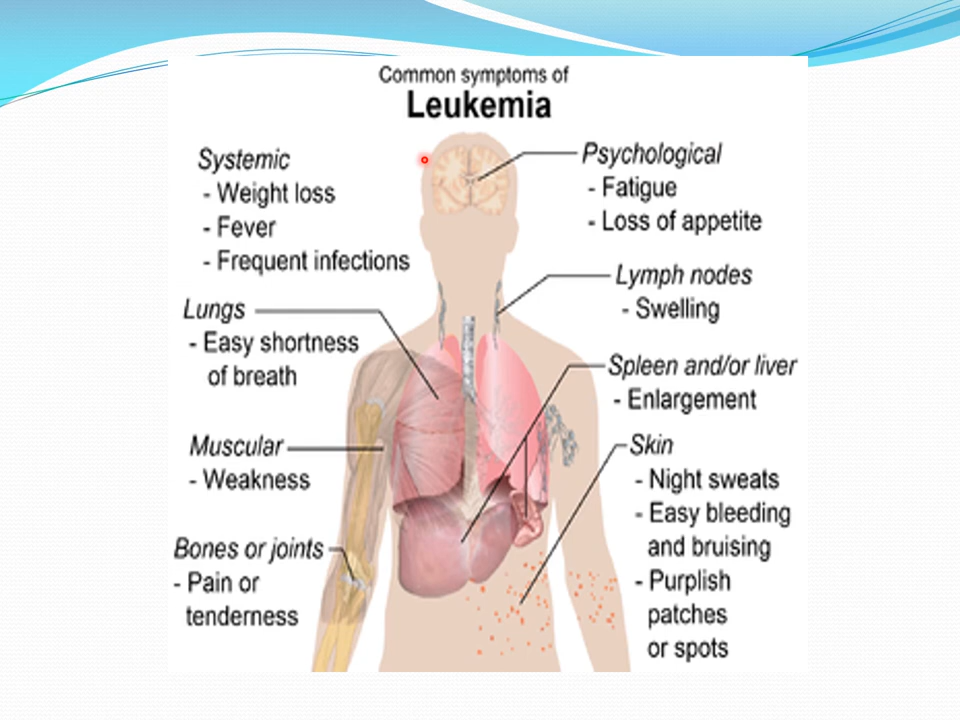 Common symptoms of
Leukemia
Systemic
- Weight loss
- Fever
- Frequent infections
Lungs
- Easy shortness
of breath
Muscular
- Weakness
Bones or joints
- Pain or
tenderness
Psychological
- Fatigue
- Loss of appetite
Lymph nodes
- Swelling
Spleen and/or liver
- Enlargement
Skin
- Night sweats
- Easy bleeding
and bruising
- Purplish
patches
or spots